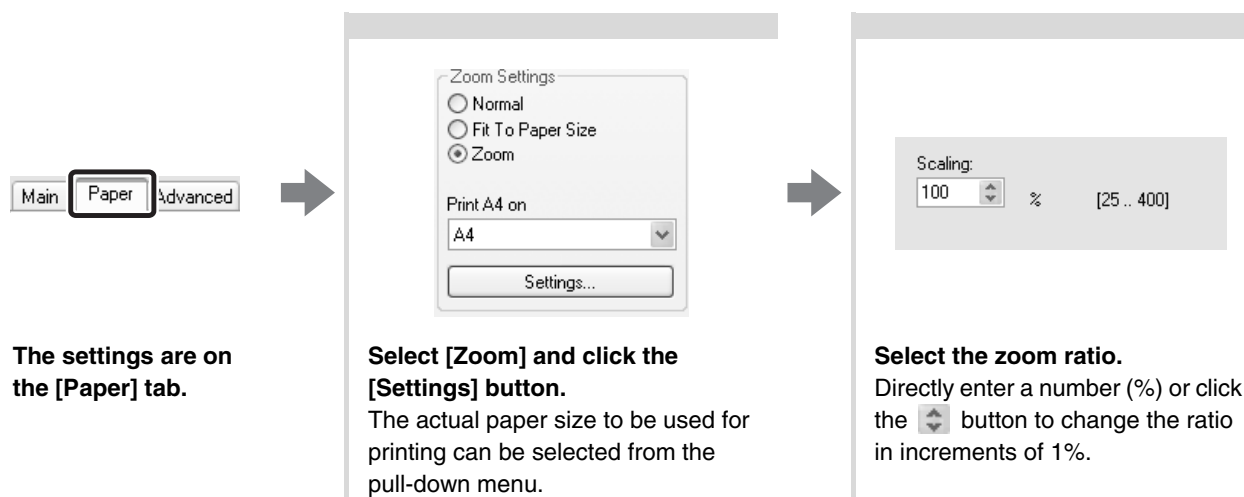 Main
Paper
Advanced
The settings are on
the [Paper] tab.
Zoom Settings
Normal
Fit To Paper Size
Zoom
Print A4 on
A4
Settings...
Select [Zoom] and click the
[Settings] button.
The actual paper size to be used for
printing can be selected from the
pull-down menu.
Scaling:
100 % [25 .. 400]
Select the zoom ratio.
Directly enter a number (%) or click
the button to change the ratio
in increments of 1%.